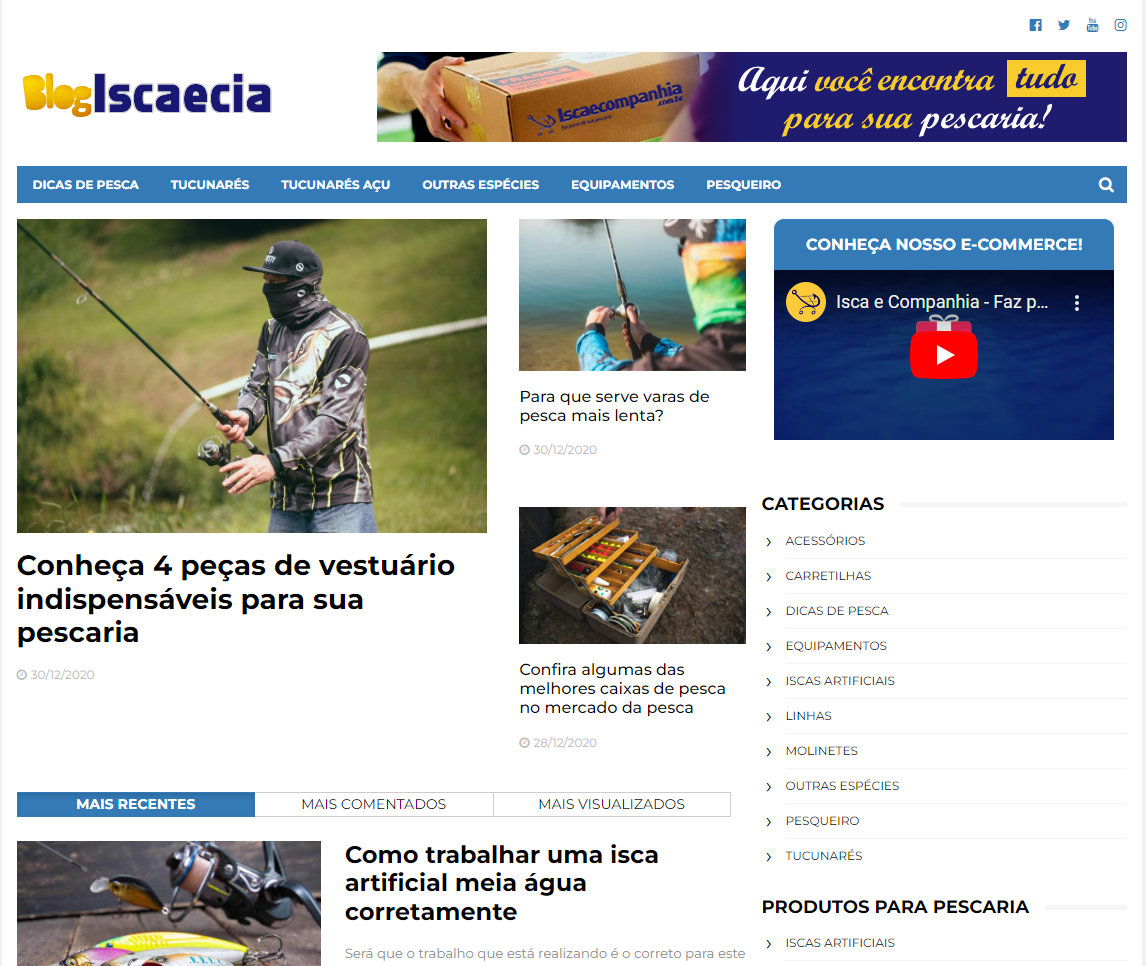 BlogIscaecia
Iscaecompanhia
.com.br
Aqui você encontra tudo
para sua pescaria!
DICAS DE PESCA TUCUNARÉS TUCUNARÉS AÇU OUTRAS ESPÉCIES EQUIPAMENTOS PESQUEIRO
Conheça 4 peças de vestuário
indispensáveis para sua
pescaria
30/12/2020
Para que serve varas de
pesca mais lenta?
30/12/2020
Confira algumas das
melhores caixas de pesca
no mercado da pesca
28/12/2020
CONHEÇA NOSSO E-COMMERCE!
Isca e Companhia - Faz p...
CATEGORIAS
ACESSÓRIOS
CARRETILHAS
DICAS DE PESCA
EQUIPAMENTOS
ISCAS ARTIFICIAIS
LINHAS
MOLINETES
OUTRAS ESPÉCIES
PESQUEIRO
TUCUNARÉS
PRODUTOS PARA PESCARIA
ISCAS ARTIFICIAIS
MAIS RECENTES MAIS COMENTADOS MAIS VISUALIZADOS
Como trabalhar uma isca
artificial meia água
corretamente
Será que o trabalho que está realizando é o correto para este